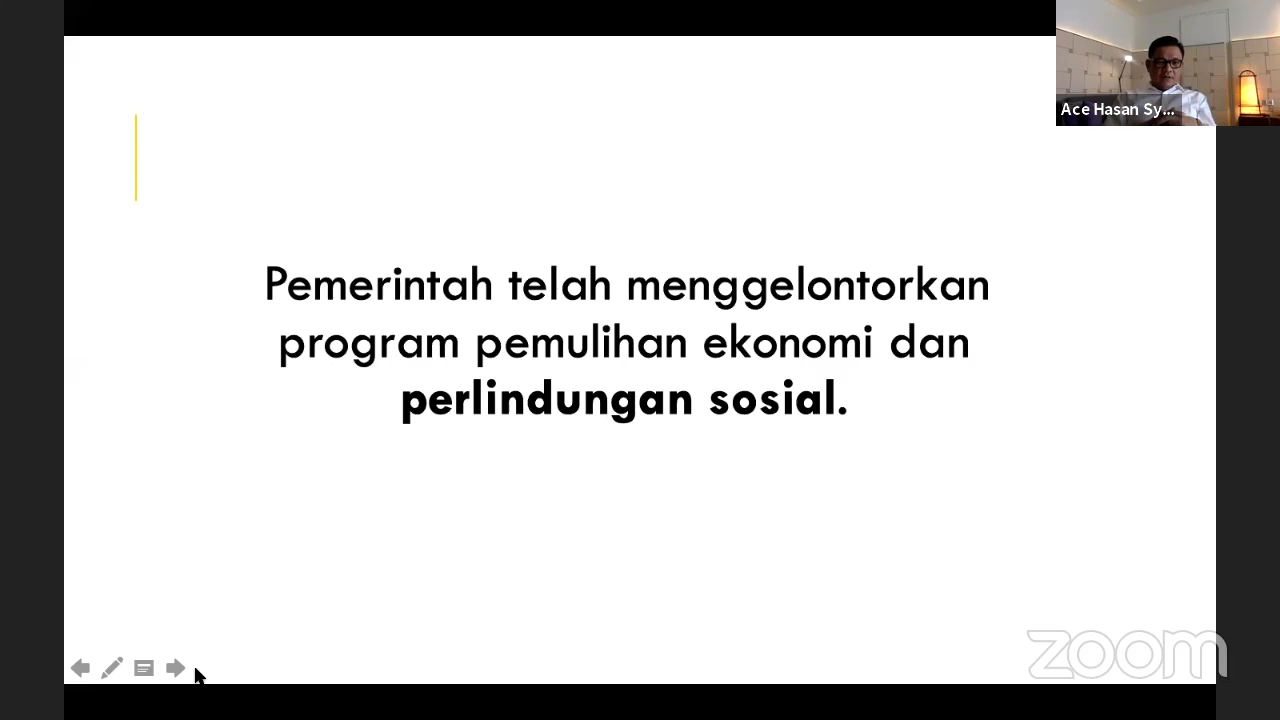 Ace Hasan Sy...
Pemerintah telah menggelontorkan
program pemulihan ekonomi dan
perlindungan sosial.
zoom